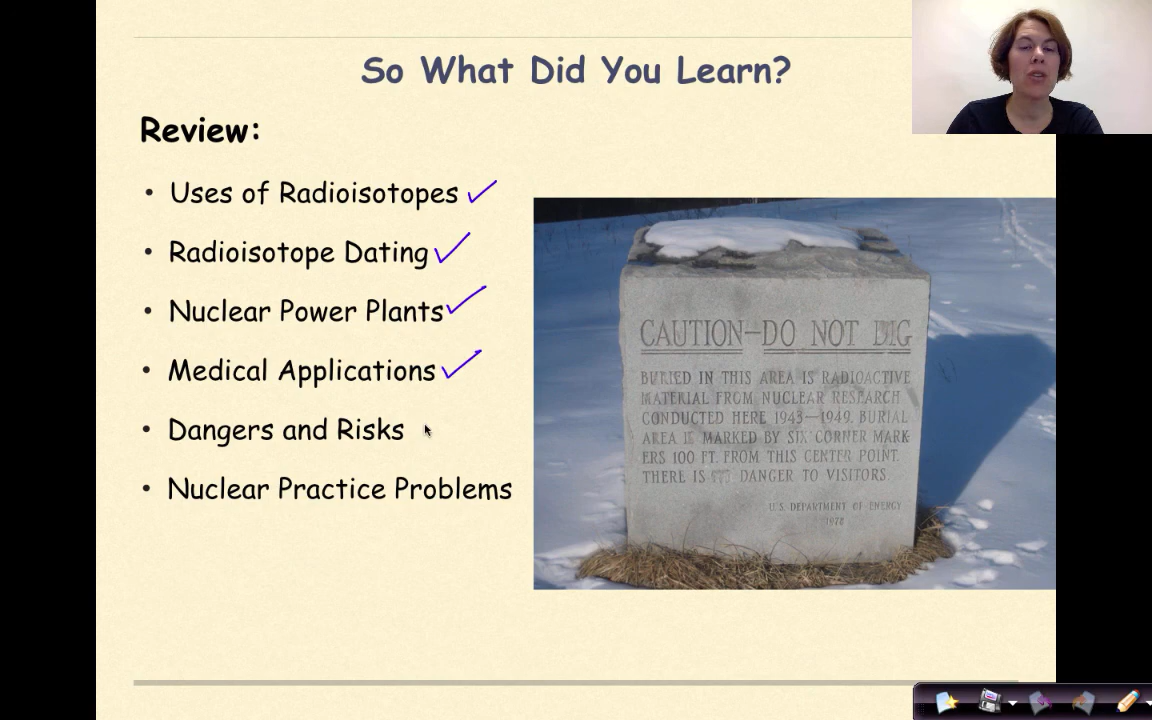 So What Did You Learn?
Review:
• Uses of Radioisotopes
• Radioisotope Dating
• Nuclear Power Plants
• Medical Applications
• Dangers and Risks
• Nuclear Practice Problems
CAUTION—DO NOT DIG
BURIED IN THIS AREA IS RADIOACTIVE
MATERIAL FROM NUCLEAR RESEARCH
CONDUCTED HERE 1943—1949. BURIAL
AREA IS MARKED BY SIX CORNER MARK
ERS 100 FT. FROM THIS CENTER POINT.
THERE IS DANGER TO VISITORS.
U.S. DEPARTMENT OF ENERGY
1978